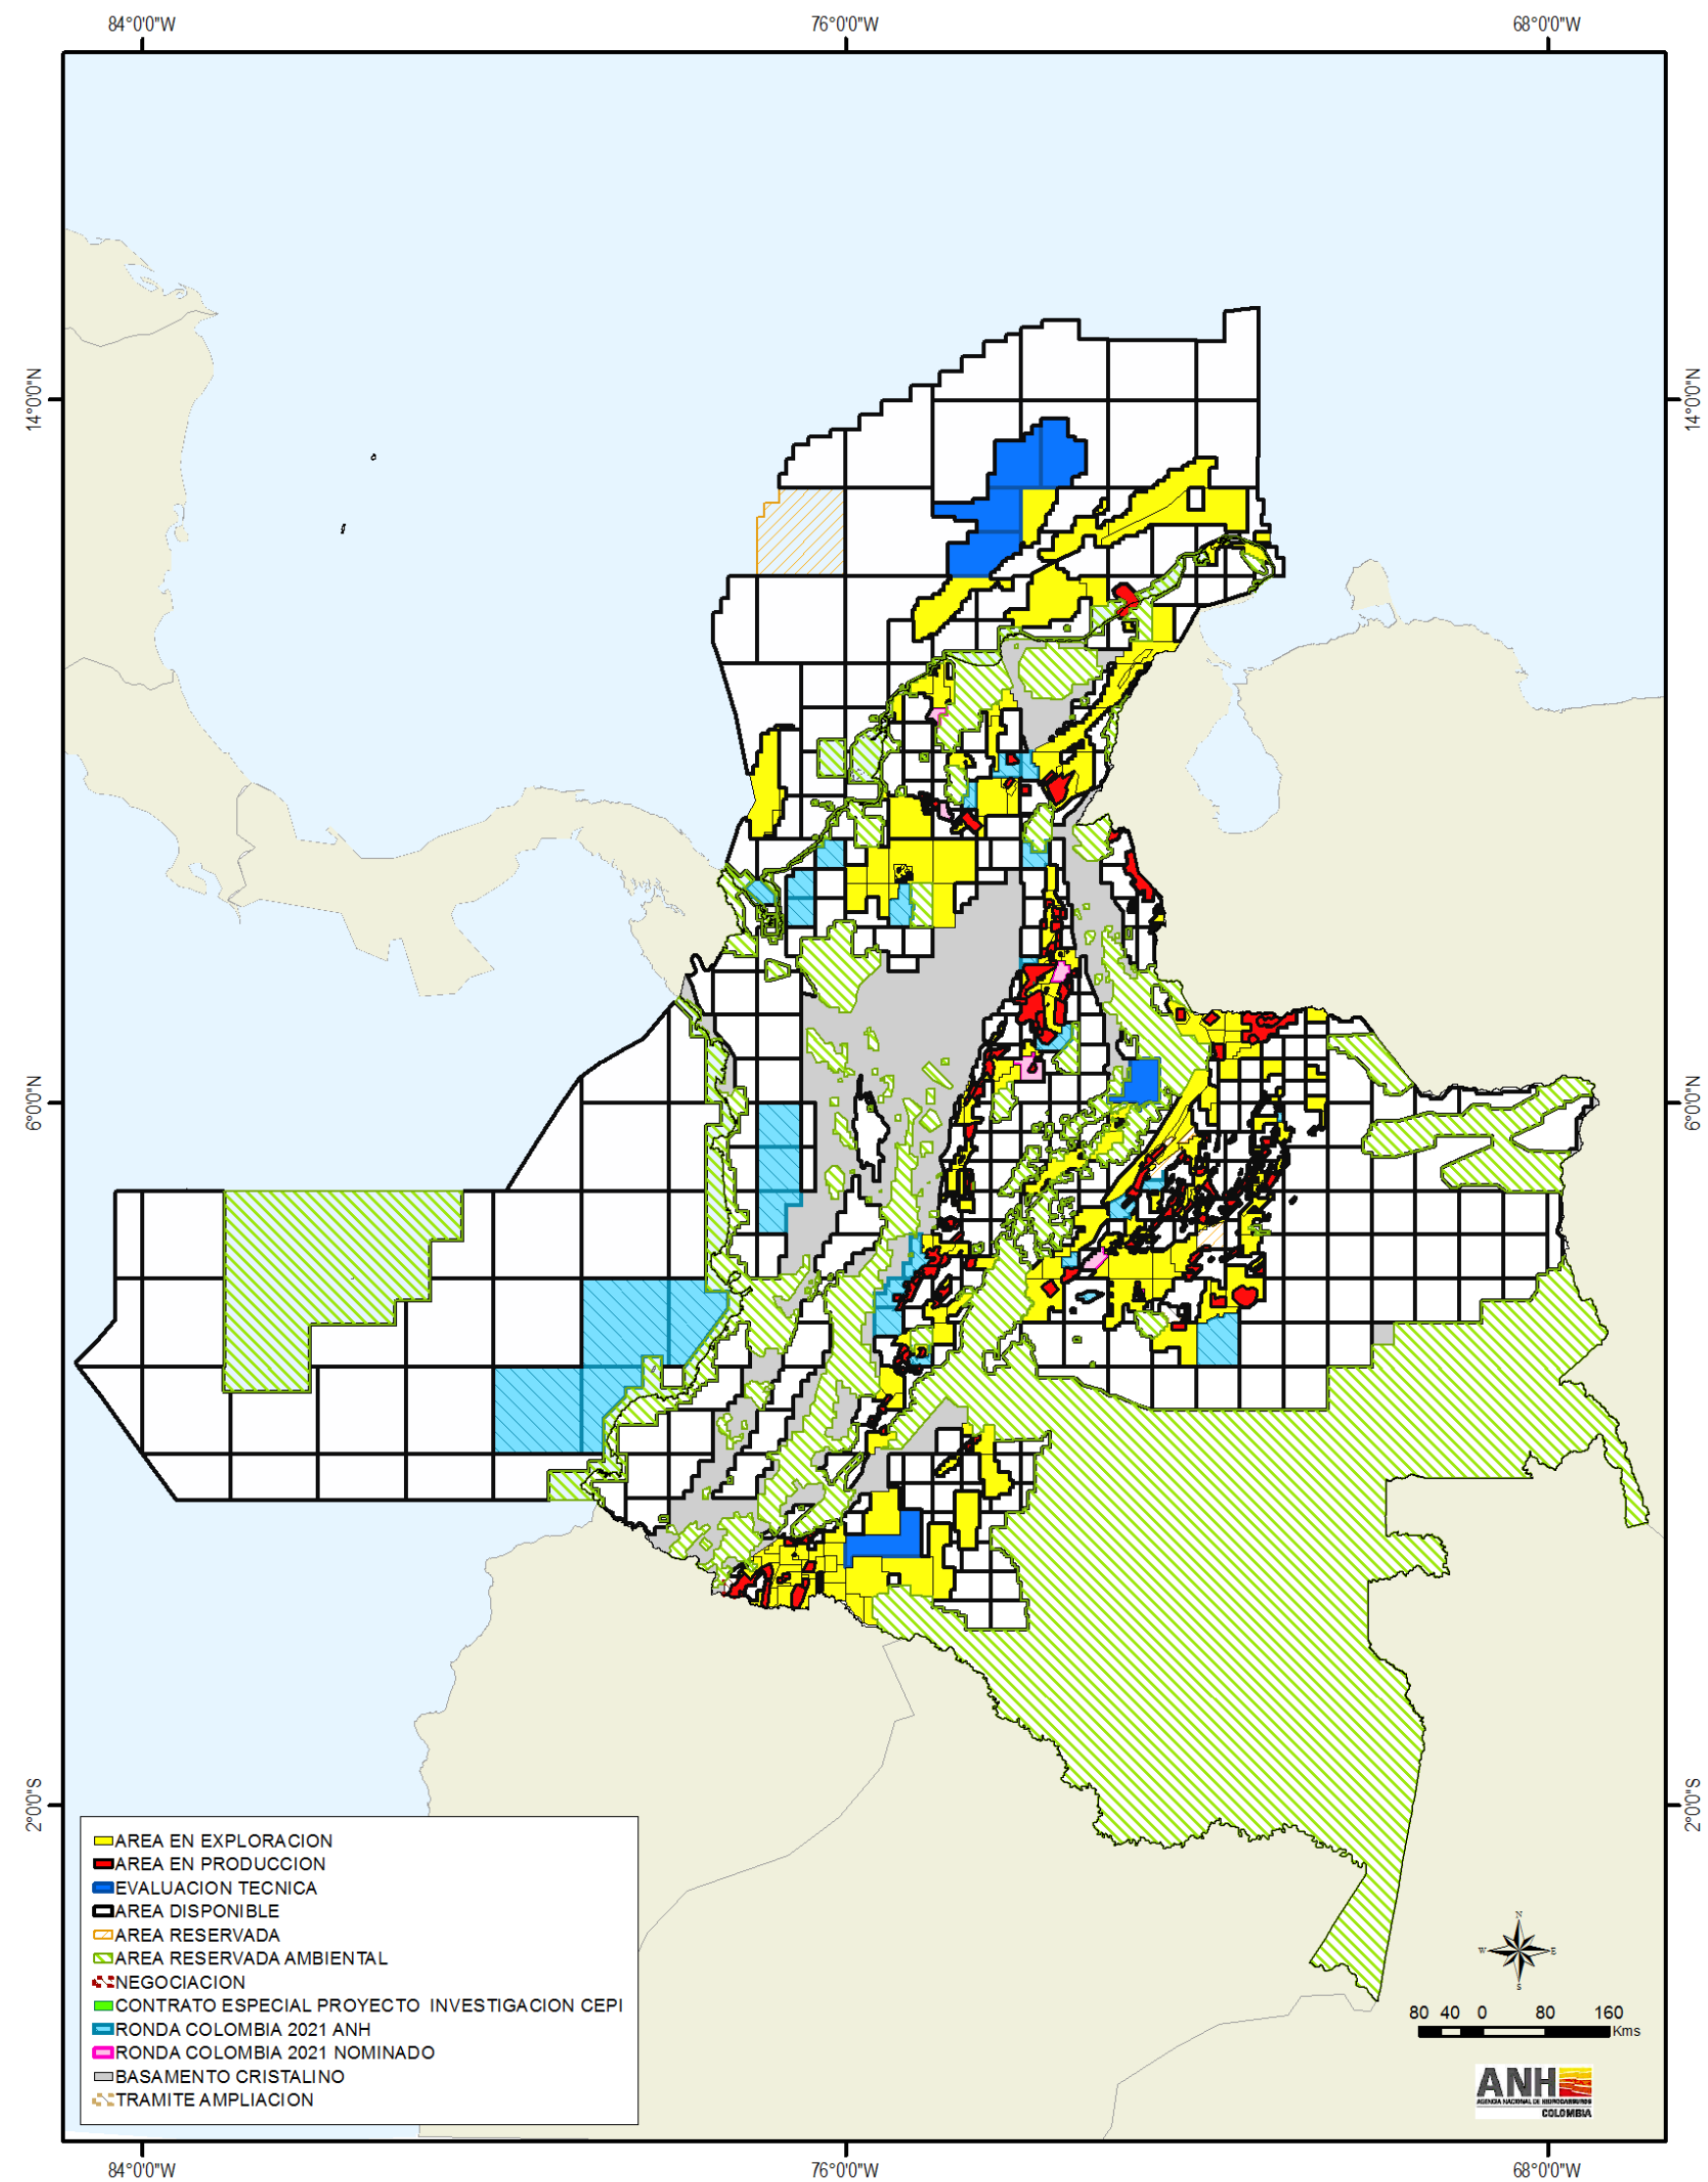 84°0'0"W 76°0'0"W 68°0'0"W
14°0'0"N 14°0'0"N
6°0'0"N 6°0'0"N
2°0'0"S 2°0'0"S
AREA EN EXPLORACION
AREA EN PRODUCCION
EVALUACION TECNICA
AREA DISPONIBLE
AREA RESERVADA
AREA RESERVADA AMBIENTAL
NEGOCIACION
CONTRATO ESPECIAL PROYECTO INVESTIGACION CEPI
RONDA COLOMBIA 2021 ANH
RONDA COLOMBIA 2021 NOMINADO
BASAMENTO CRISTALINO
TRAMITE AMPLIACION
N
W E
S
80 40 0 80 160
Kms
ANH
AGENCIA NACIONAL DE HIDROCARBUROS
COLOMBIA
84°0'0"W 76°0'0"W 68°0'0"W